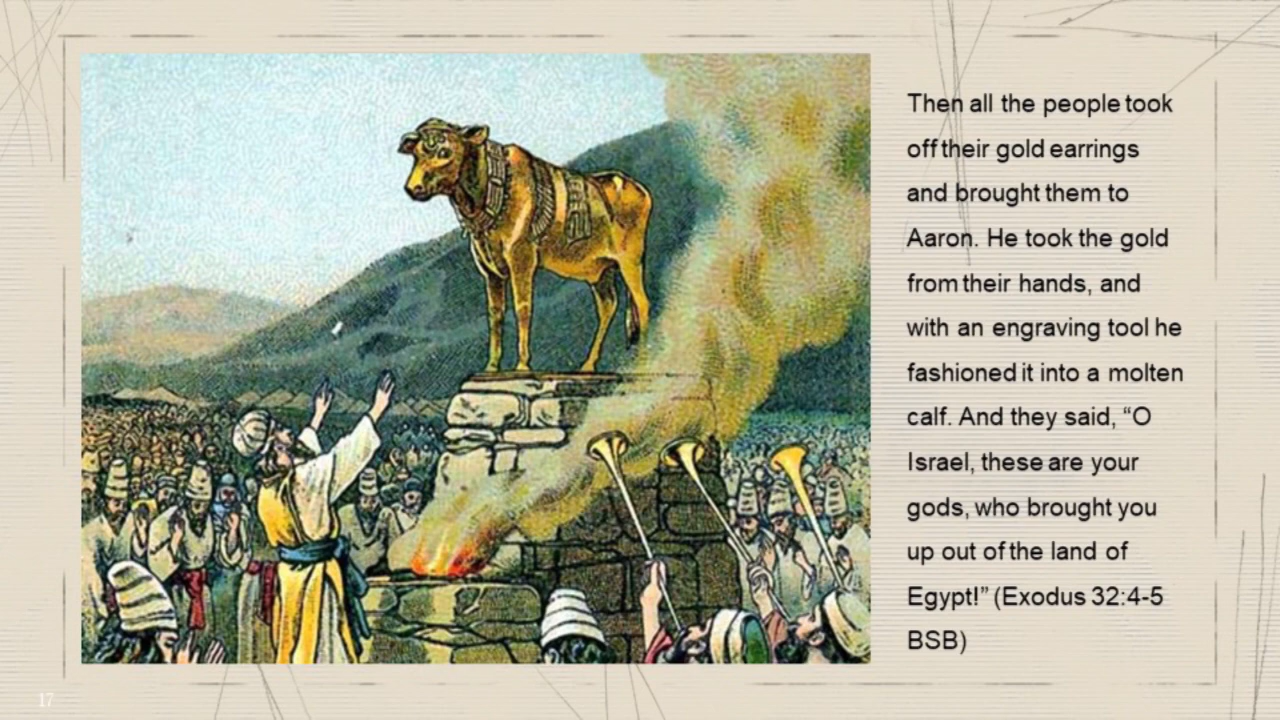 Then all the people took
off their gold earrings
and brought them to
Aaron. He took the gold
from their hands, and
with an engraving tool he
fashioned it into a molten
calf. And they said, “O
Israel, these are your
gods, who brought you
up out of the land of
Egypt!” (Exodus 32:4-5
BSB)
17